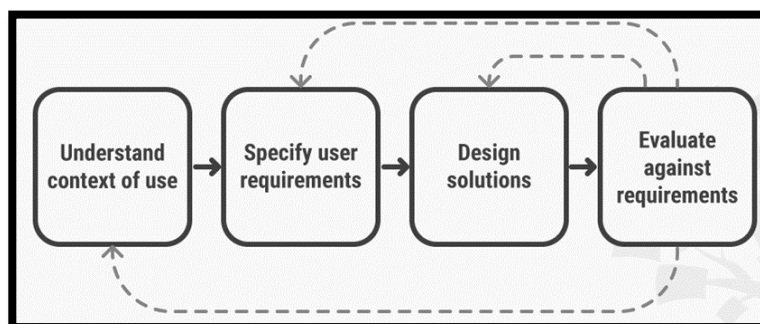 Understand
context of use
Specify user
requirements
Design
solutions
Evaluate
against
requirements